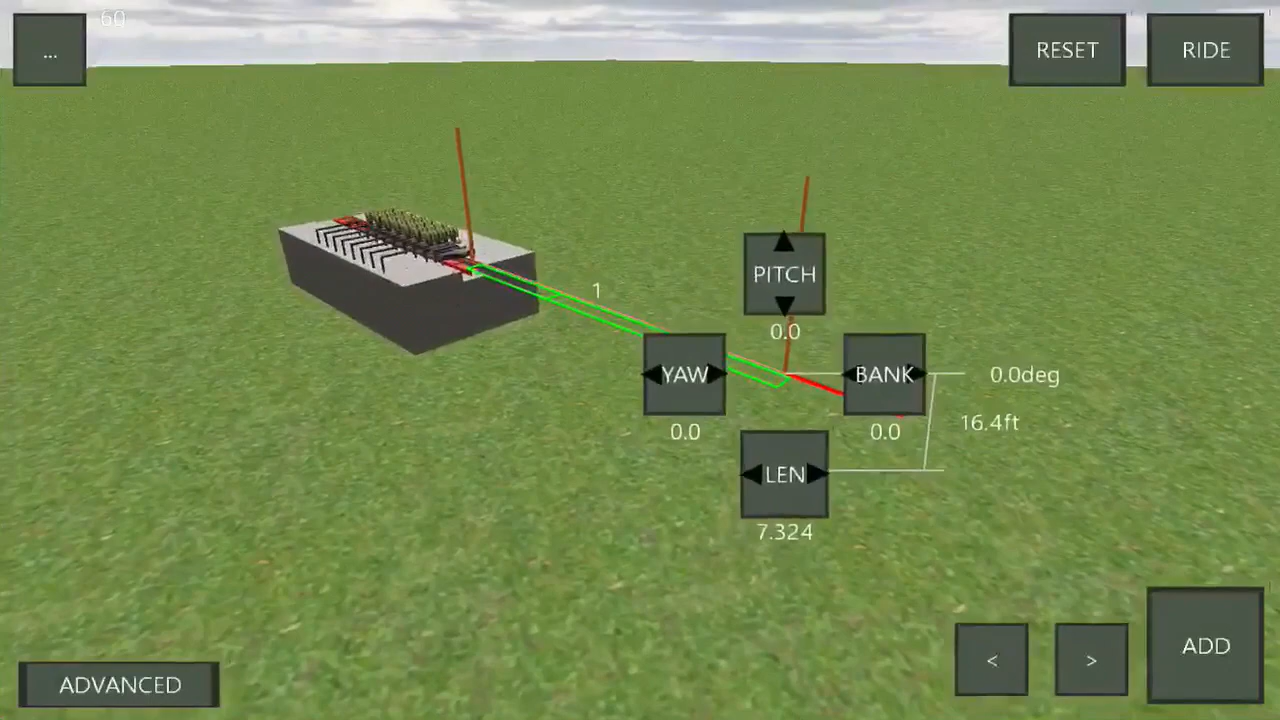 60
...
RESET
RIDE
1
PITCH
0.0
YAW
BANK
0.0deg
0.0
0.0
16.4ft
LEN
7.324
ADD
<
>
ADVANCED